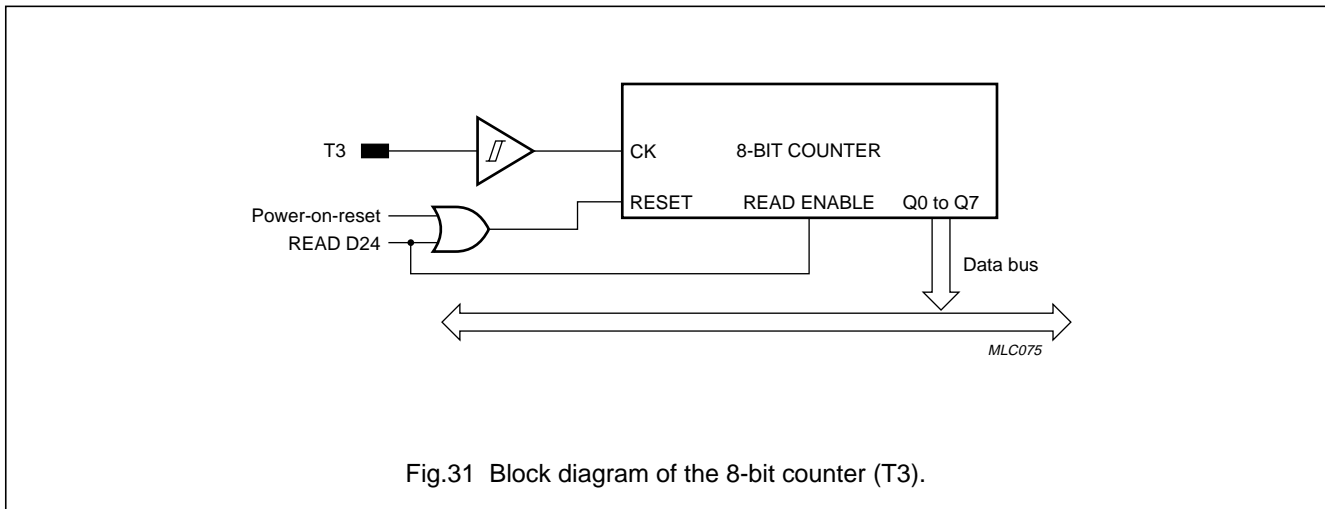 T3
CK
8-BIT COUNTER
Power-on-reset
RESET
READ ENABLE
Q0 to Q7
READ D24
Data bus
MLC075
Fig.31 Block diagram of the 8-bit counter (T3).